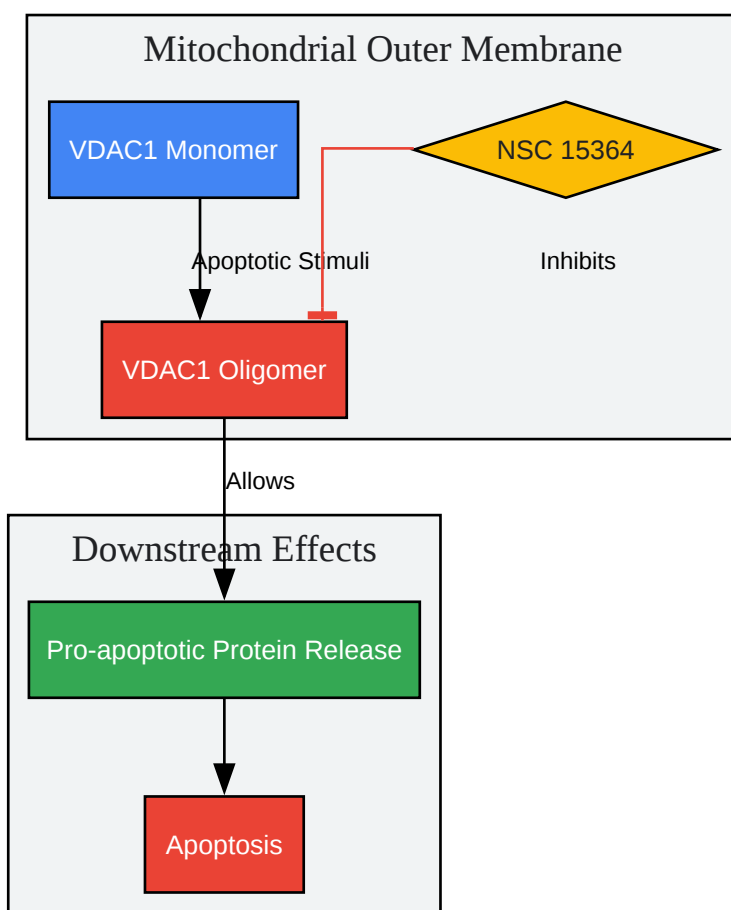 Mitochondrial Outer Membrane
VDAC1 Monomer
NSC 15364
Apoptotic Stimuli
Inhibits
VDAC1 Oligomer
Allows
Downstream Effects
Pro-apoptotic Protein Release
Apoptosis